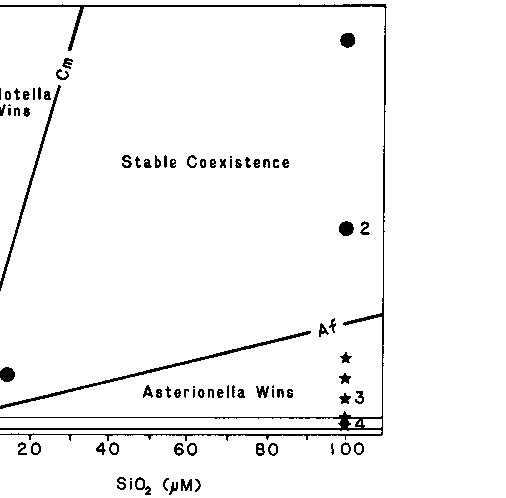 Cm
lotella
Wins
Stable Coexistence
2
Af
Asterionella Wins
3
4
20 40 60 80 100
SiO₂ (μM)